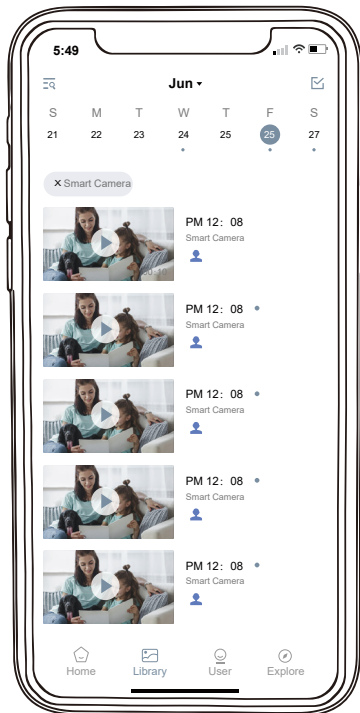 5:49
Jun
S M T W T F S
21 22 23 24 25 25 27
X Smart Camera
PM 12: 08
Smart Camera
PM 12: 08
Smart Camera
PM 12: 08
Smart Camera
PM 12: 08
Smart Camera
PM 12: 08
Smart Camera
Home Library User Explore